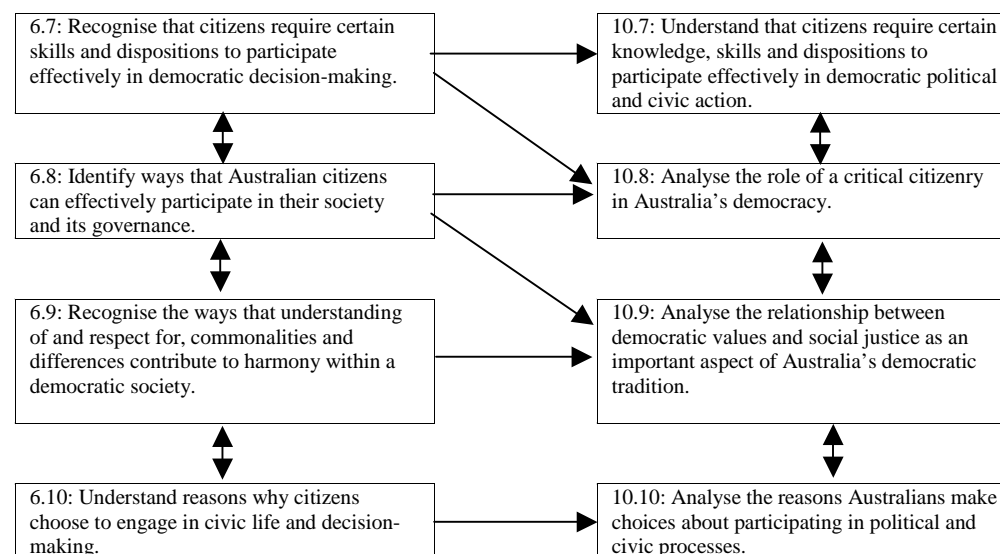 6.7: Recognise that citizens require certain
skills and dispositions to participate
effectively in democratic decision-making.
10.7: Understand that citizens require certain
knowledge, skills and dispositions to
participate effectively in democratic political
and civic action.
6.8: Identify ways that Australian citizens
can effectively participate in their society
and its governance.
10.8: Analyse the role of a critical citizenry
in Australia’s democracy.
6.9: Recognise the ways that understanding
of and respect for, commonalities and
differences contribute to harmony within a
democratic society.
10.9: Analyse the relationship between
democratic values and social justice as an
important aspect of Australia’s democratic
tradition.
6.10: Understand reasons why citizens
choose to engage in civic life and decision-
making.
10.10: Analyse the reasons Australians make
choices about participating in political and
civic processes.